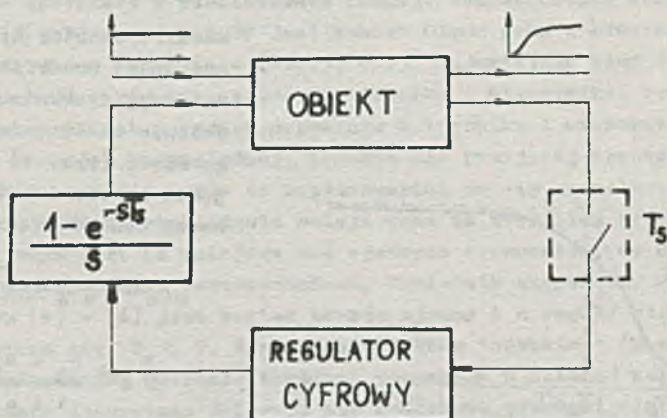 OBIEKT
1-e^{-sT_s}
s
T_s
REGULATOR
CYFROWY